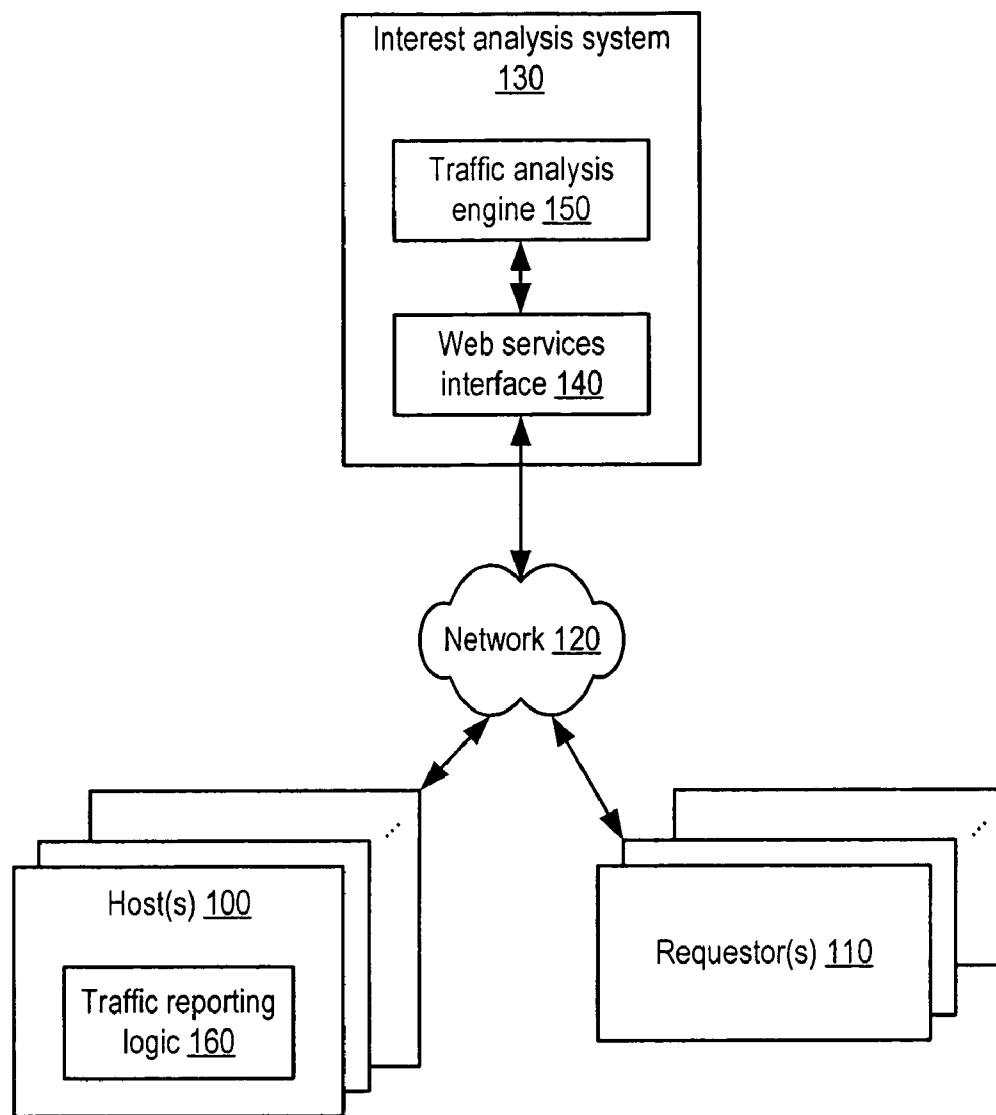 Interest analysis system
130
Traffic analysis
engine 150
Web services
interface 140
Network 120
...
Host(s) 100
Traffic reporting
logic 160
...
Requestor(s) 110